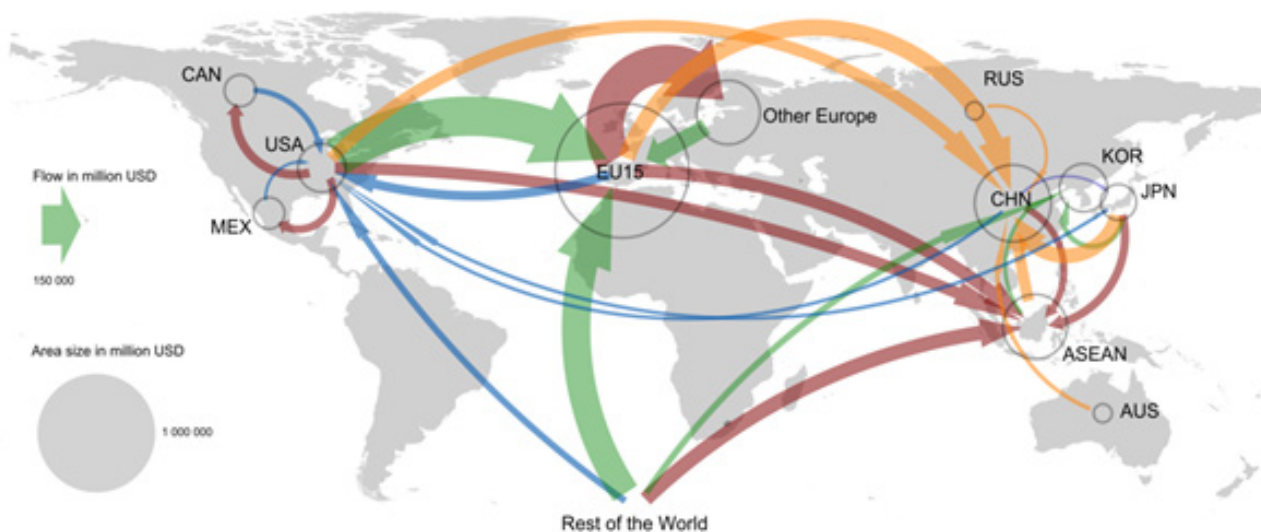 CAN
RUS
USA
Other Europe
KOR
Flow in million USD
EU15
CHN
JPN
MEX
150 000
Area size in million USD
ASEAN
AUS
1 000 000
Rest of the World